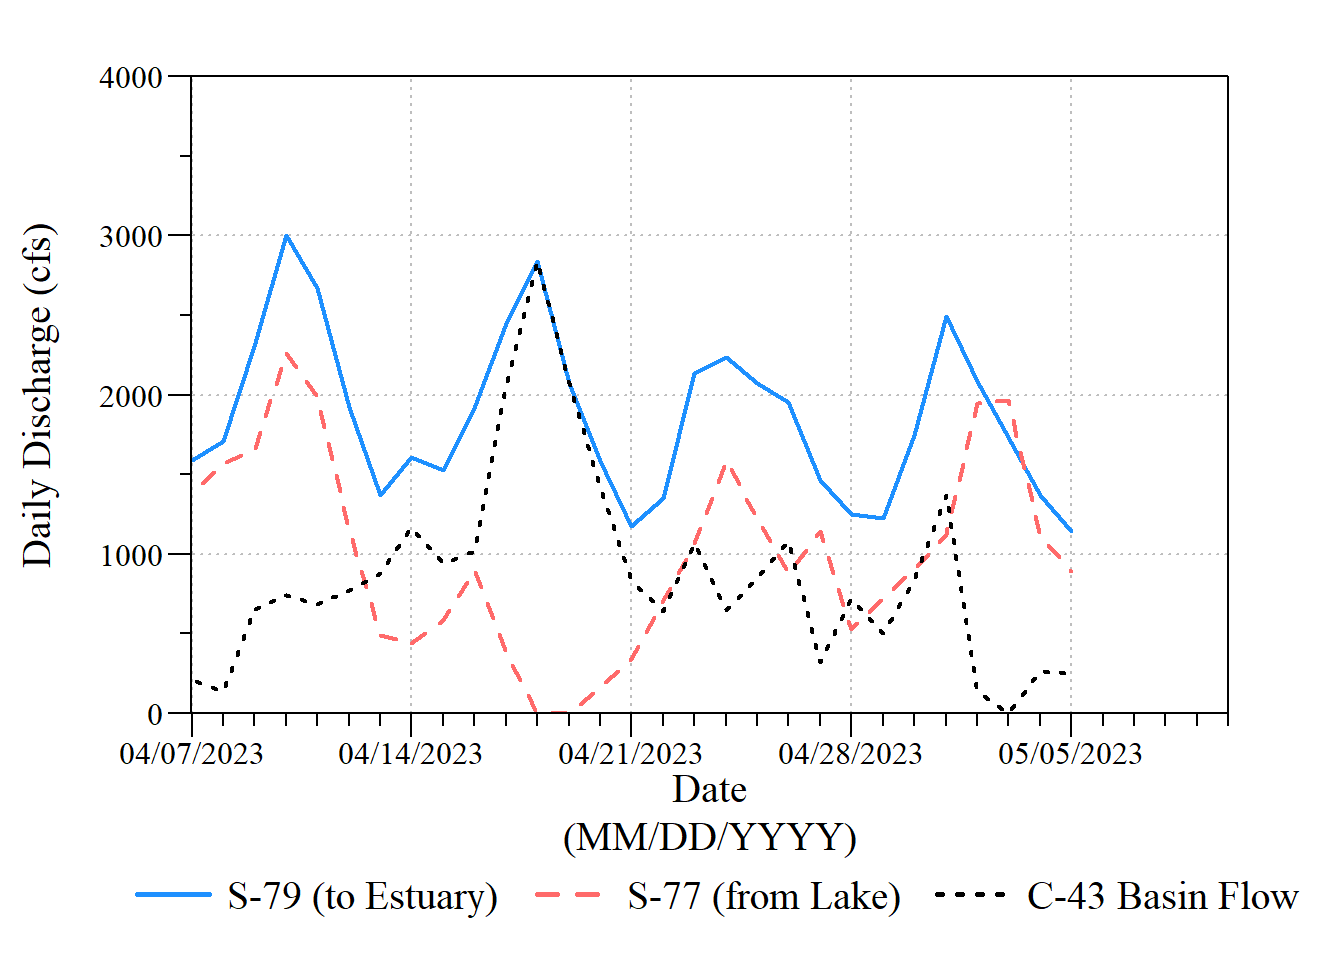 4000
3000
2000
1000
0
Daily Discharge (cfs)
04/07/2023 04/14/2023 04/21/2023 04/28/2023 05/05/2023
Date
(MM/DD/YYYY)
S-79 (to Estuary) S-77 (from Lake) C-43 Basin Flow